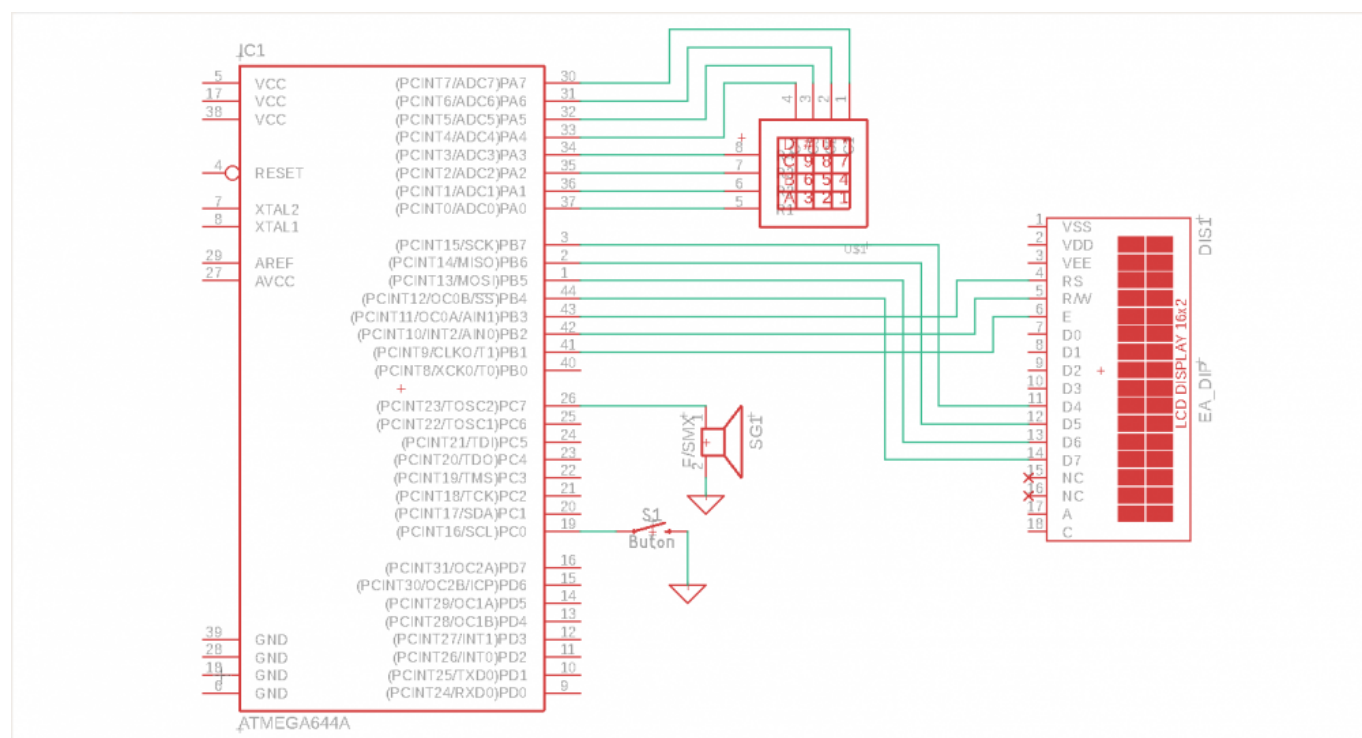 IC1
5 VCC (PCINT7/ADC7)PA7 30
17 VCC (PCINT6/ADC6)PA6 31
38 VCC (PCINT5/ADC5)PA5 32
(PCINT4/ADC4)PA4 33
(PCINT3/ADC3)PA3 34
4 RESET (PCINT2/ADC2)PA2 35
(PCINT1/ADC1)PA1 36
7 XTAL2 (PCINT0/ADC0)PA0 37
8 XTAL1
(PCINT15/SCK)PB7 3
29 AREF (PCINT14/MISO)PB6 2
27 AVCC (PCINT13/MOSI)PB5 1
(PCINT12/OC0B/SS)PB4 44
(PCINT11/OC0A/AIN1)PB3 43
(PCINT10/INT2/AIN0)PB2 42
(PCINT9/CLKO/T1)PB1 41
(PCINT8/XCK0/T0)PB0 40
(PCINT23/TOSC2)PC7 26
(PCINT22/TOSC1)PC6 25
(PCINT21/TDI)PC5 24
(PCINT20/TDO)PC4 23
(PCINT19/TMS)PC3 22
(PCINT18/TCK)PC2 21
(PCINT17/SDA)PC1 20
(PCINT16/SCL)PC0 19
(PCINT31/OC2A)PD7 16
(PCINT30/OC2B/ICP)PD6 15
(PCINT29/OC1A)PD5 14
(PCINT28/OC1B)PD4 13
39 GND (PCINT27/INT1)PD3 12
28 GND (PCINT26/INT0)PD2 11
18 GND (PCINT25/TXD0)PD1 10
6 GND (PCINT24/RXD0)PD0 9
ATMEGA644A
4 3 2 1
8 D # 0
7 C 9 8 7
6 B 6 5 4
5 A 3 2 1
R1
U$1
F/SMX
1
2
SG1
S1
Buton
1 VSS
2 VDD
3 VEE
4 RS
5 R/W
6 E
7 D0
8 D1
9 D2
10 D3
11 D4
12 D5
13 D6
14 D7
15 NC
16 NC
17 A
18 C
LCD DISPLAY 16x2
DIS1
EA_DIP